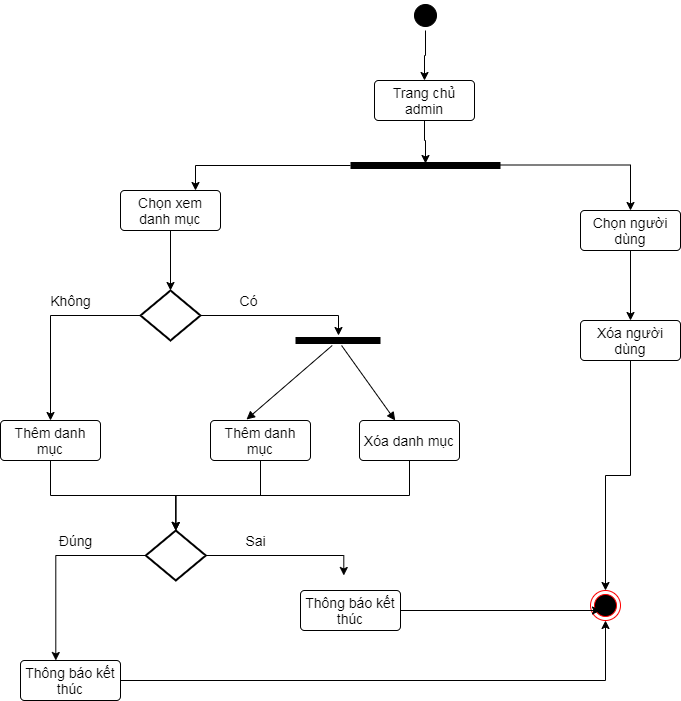 Trang chủ
admin
Chọn xem
danh mục
Chọn người
dùng
Không
Có
Xóa người
dùng
Thêm danh
mục
Thêm danh
mục
Xóa danh mục
Đúng
Sai
Thông báo kết
thúc
Thông báo kết
thúc